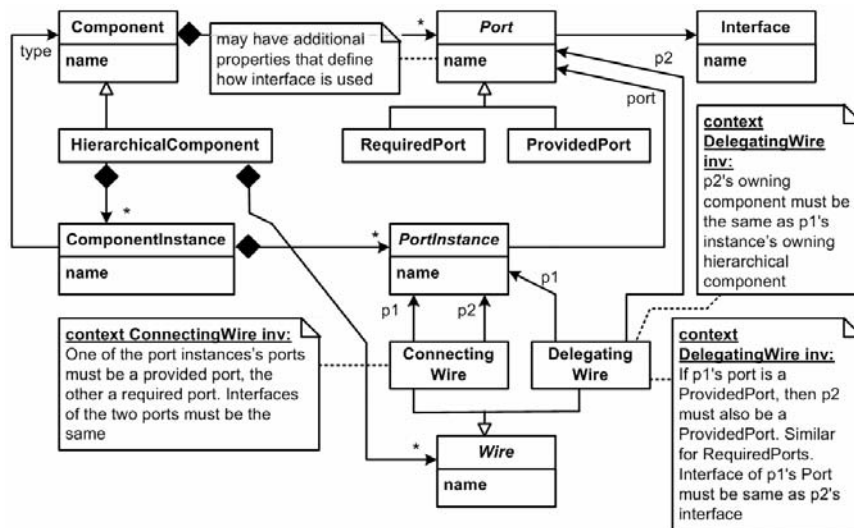 Component
name
type
may have additional
properties that define
how interface is used
*
Port
name
Interface
name
p2
port
HierarchicalComponent
RequiredPort
ProvidedPort
context
DelegatingWire
inv:
p2's owning
component must be
the same as p1's
instance's owning
hierarchical
component
*
ComponentInstance
name
*
PortInstance
name
p1
p2
p1
context ConnectingWire inv:
One of the port instances's ports
must be a provided port, the
other a required port. Interfaces
of the two ports must be the
same
Connecting
Wire
Delegating
Wire
context
DelegatingWire inv:
If p1's port is a
ProvidedPort, then p2
must also be a
ProvidedPort. Similar
for RequiredPorts.
Interface of p1's Port
must be same as p2's
interface
*
Wire
name